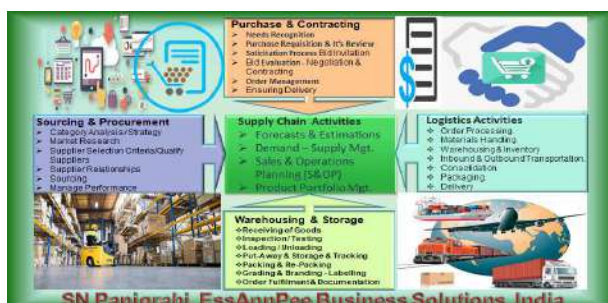 Purchase & Contracting
Needs Recognition
Purchase Requisition & It's Review
Solicitation Process Bid Invitation
Bid Evaluation - Negotiation &
Contracting
Order Management
Ensuring Delivery
Sourcing & Procurement
Category Analysis/Strategy
Market Research
Supplier Selection Criteria/Qualify
Suppliers
Supplier Relationships
Sourcing
Manage Performance
Supply Chain Activities
Forecasts & Estimations
Demand – Supply Mgt.
Sales & Operations
Planning (S&OP)
Product Portfolio Mgt.
Logistics Activities
Order Processing.
Materials Handling.
Warehousing & Inventory
Inbound & Outbound Transportation.
Consolidation
Packaging.
Delivery
Warehousing & Storage
Receiving of Goods
Inspection / Testing
Loading / Unloading
Put-Away & Storage & Tracking
Packing & Re-Packing
Grading & Branding - Labelling
Order Fulfilment & Documentation
SN Panigrahi, EssAnnPee Business Solutions, India